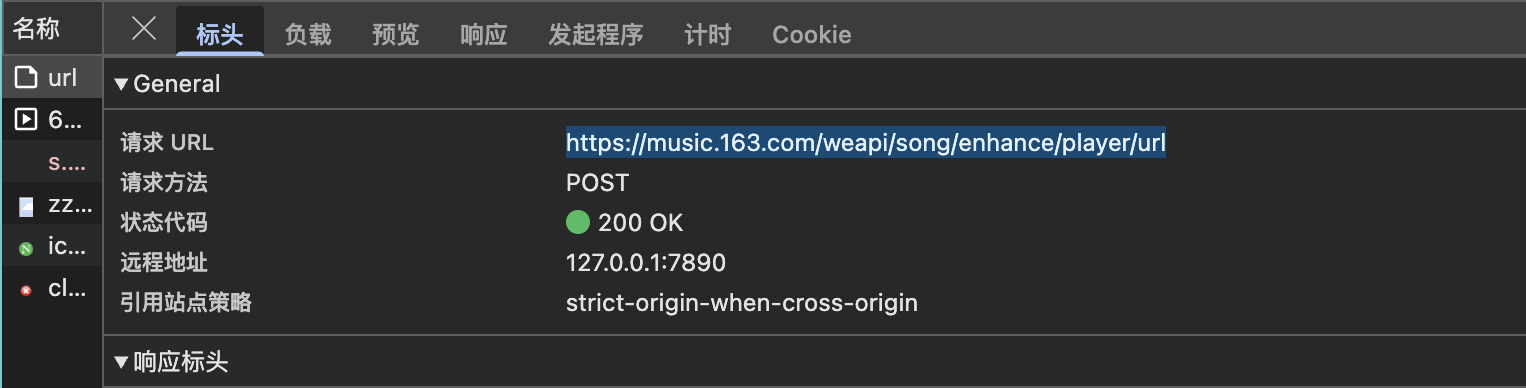 名称
标头 负载 预览 响应 发起程序 计时 Cookie
url
6...
s....
zz...
ic...
cl...
General
请求 URL https://music.163.com/weapi/song/enhance/player/url
请求方法 POST
状态代码 200 OK
远程地址 127.0.0.1:7890
引用站点策略 strict-origin-when-cross-origin
响应标头